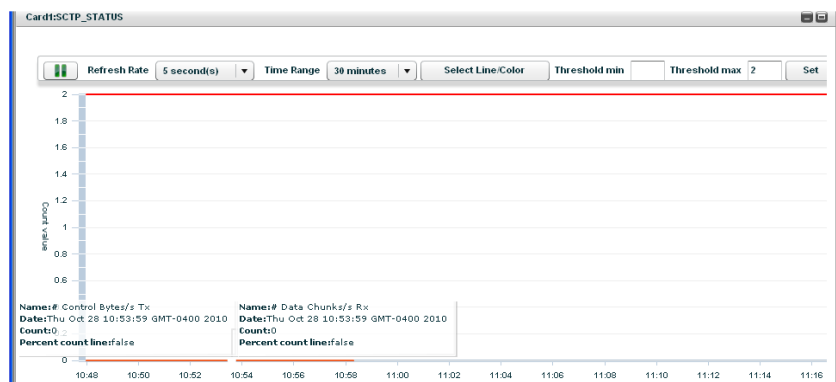 Card1:SCTP_STATUS
Refresh Rate 5 second(s) Time Range 30 minutes Select Line/Color Threshold min Threshold max 2 Set
2
1.8
1.6
1.4
1.2
1
0.8
0.6
Count value
Name:# Control Bytes/s Tx
Date:Thu Oct 28 10:53:59 GMT-0400 2010
Count:0
Percent count line:false
Name:# Data Chunks/s Rx
Date:Thu Oct 28 10:53:59 GMT-0400 2010
Count:0
Percent count line:false
0
10:48 10:50 10:52 10:54 10:56 10:58 11:00 11:02 11:04 11:06 11:08 11:10 11:12 11:14 11:16